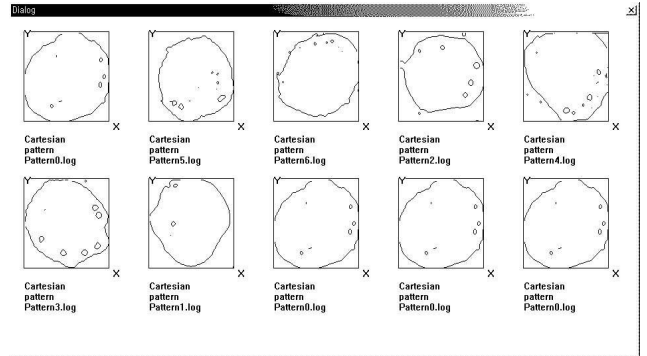 Dialog
Y Y Y Y Y
X X X X X
Cartesian Cartesian Cartesian Cartesian Cartesian
pattern pattern pattern pattern pattern
Pattern0.log Pattern5.log Pattern6.log Pattern2.log Pattern4.log
Y Y Y Y Y
X X X X X
Cartesian Cartesian Cartesian Cartesian Cartesian
pattern pattern pattern pattern pattern
Pattern3.log Pattern1.log Pattern0.log Pattern0.log Pattern0.log